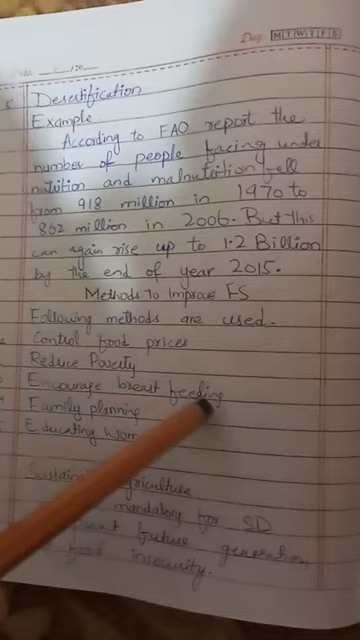 Day: M T W T F S
Desertification
Example
According to FAO report the
number of people facing under
nutrition and malnutrition fell
from 918 million in 1970 to
862 million in 2006. But this
can again rise up to 1.2 Billion
by the end of year 2015.
Methods To Improve FS
Following methods are used.
Control food prices
Reduce Poverty
Encourage breast feeding
Family planning
Educating
mandatory for SD
future generation
food insecurity.